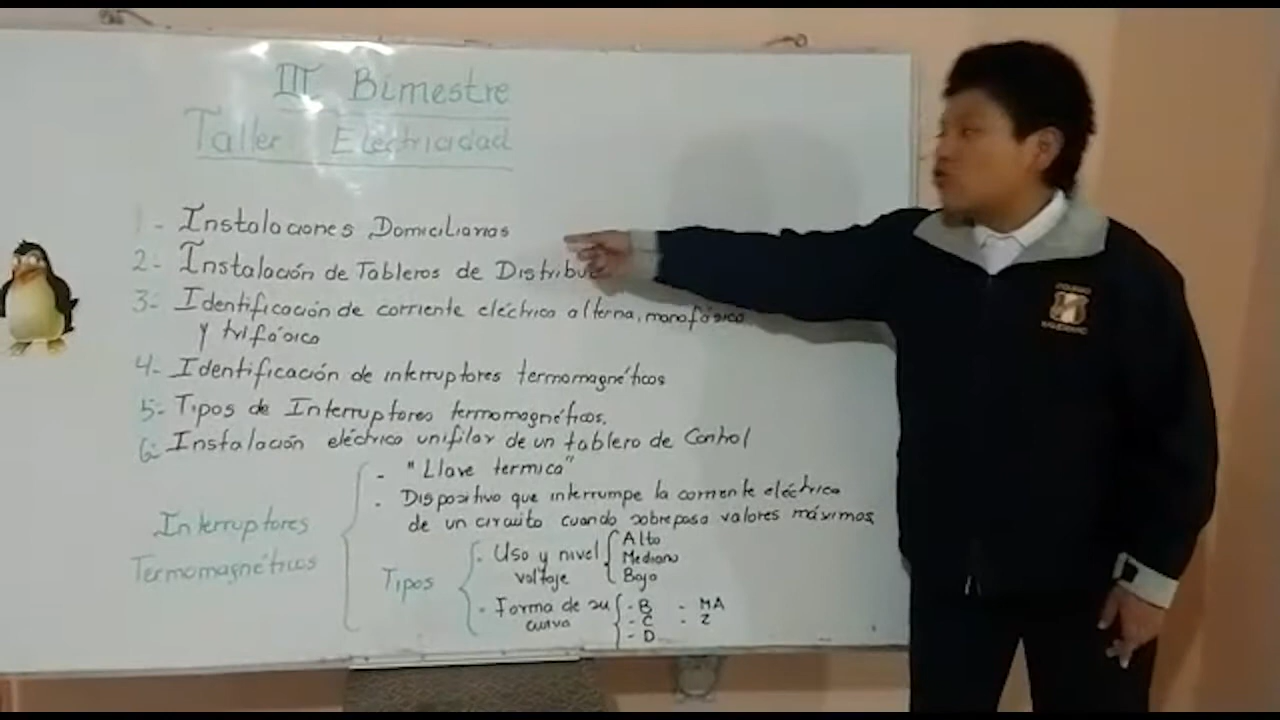 III Bimestre
Taller Electricidad
1- Instalaciones Domiciliarias
2- Instalación de Tableros de
3- Identificación de corriente eléctrica alterna, monofásica
y trifásica
4- Identificación de interruptores termomagnéticos
5- Tipos de Interruptores termomagnéticos.
6- Instalación eléctrica unifilar de un tablero de Control
Interruptores
Termomagnéticos
- "Llave termica"
- Dispositivo que interrumpe la corriente eléctrica
de un circuito cuando sobrepasa valores máximos
Tipos
- Uso y nivel
voltaje
Alto
Mediano
Bajo
- Forma de su
curva
- B - MA
- C - Z
- D
COLEGIO